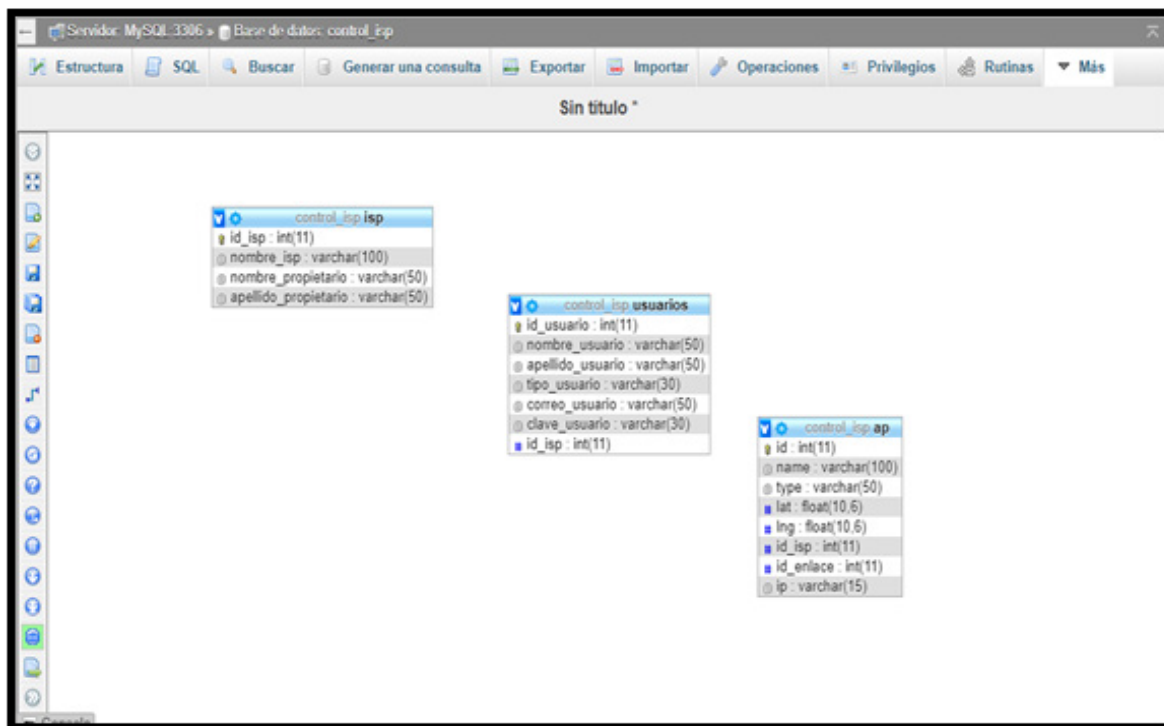 Servidor: MySQL:3306 » Base de datos: control_isp
Estructura SQL Buscar Generar una consulta Exportar Importar Operaciones Privilegios Rutinas Más
Sin título *
control_isp isp
id_isp : int(11)
nombre_isp : varchar(100)
nombre_propietario : varchar(50)
apellido_propietario : varchar(50)
control_isp usuarios
id_usuario : int(11)
nombre_usuario : varchar(50)
apellido_usuario : varchar(50)
tipo_usuario : varchar(30)
correo_usuario : varchar(50)
clave_usuario : varchar(30)
id_isp : int(11)
control_isp ap
id : int(11)
name : varchar(100)
type : varchar(50)
lat : float(10,6)
lng : float(10,6)
id_isp : int(11)
id_enlace : int(11)
ip : varchar(15)
Consola